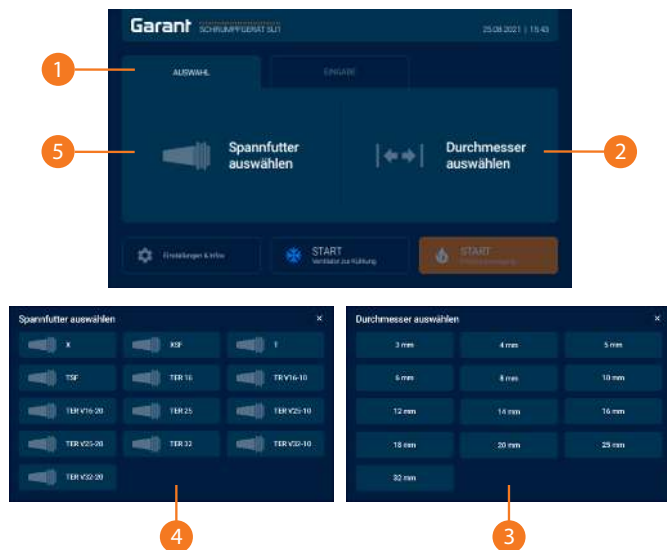 Garant SCHRUMPFGERÄT SU1
25.08.2021 | 15:43
1
AUSWAHL
EINGABE
5
Spannfutter
auswählen
Durchmesser
auswählen
2
Einstellungen & Infos
START
Ventilator zur Kühlung
START
Spannfutter auswählen ×
X
XSF
T
TSF
TER 16
TER V16-10
TER V16-20
TER 25
TER V25-10
TER V25-20
TER 32
TER V32-10
TER V32-20
4
Durchmesser auswählen ×
3 mm
4 mm
5 mm
6 mm
8 mm
10 mm
12 mm
14 mm
16 mm
18 mm
20 mm
25 mm
32 mm
3